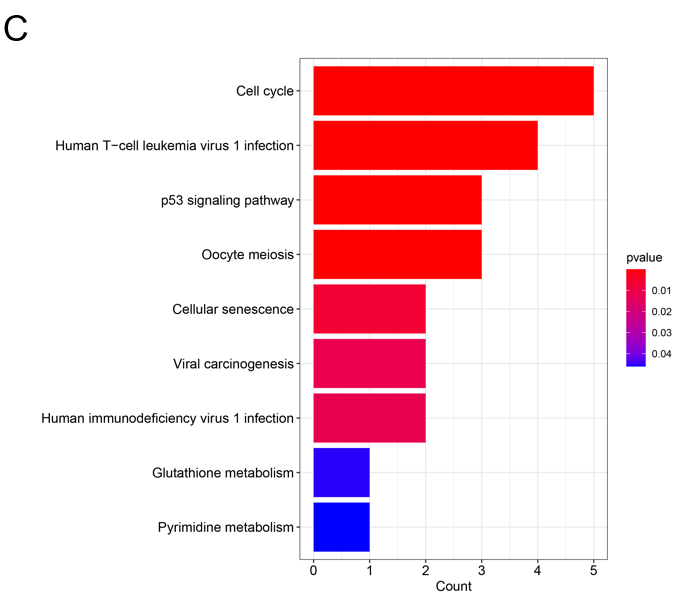 C
Cell cycle
Human T−cell leukemia virus 1 infection
p53 signaling pathway
Oocyte meiosis
Cellular senescence
Viral carcinogenesis
Human immunodeficiency virus 1 infection
Glutathione metabolism
Pyrimidine metabolism
0 1 2 3 4 5
Count
pvalue
0.01
0.02
0.03
0.04